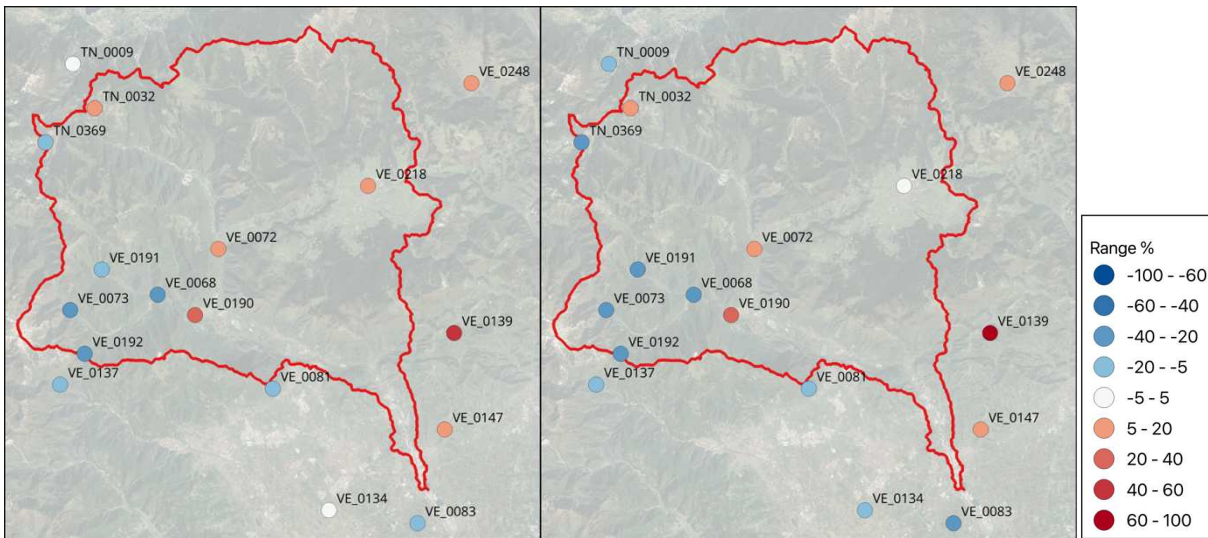 TN_0009
VE_0248
TN_0032
TN_0369
VE_0218
VE_0072
VE_0191
VE_0068
VE_0073
VE_0190
VE_0139
VE_0192
VE_0137
VE_0081
VE_0147
VE_0134
VE_0083
TN_0009
VE_0248
TN_0032
TN_0369
VE_0218
VE_0072
VE_0191
VE_0068
VE_0073
VE_0190
VE_0139
VE_0192
VE_0137
VE_0081
VE_0147
VE_0134
VE_0083
Range %
-100 - -60
-60 - -40
-40 - -20
-20 - -5
-5 - 5
5 - 20
20 - 40
40 - 60
60 - 100